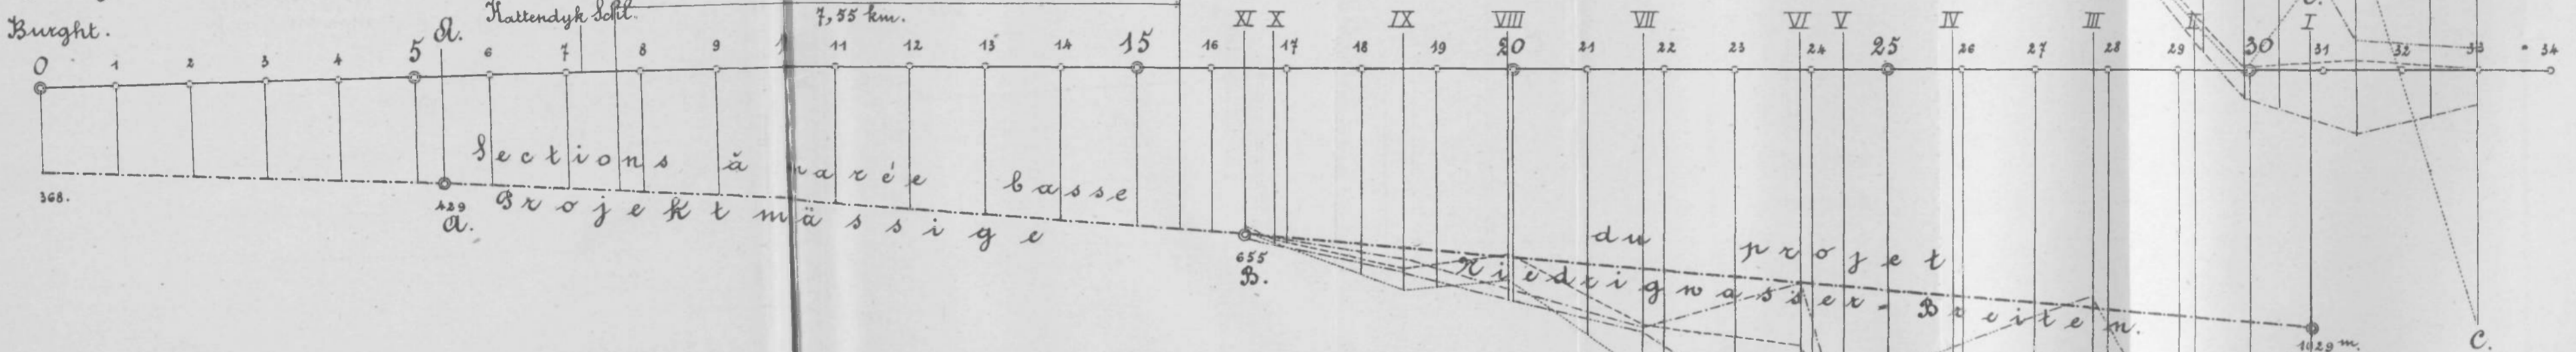 Burght.
a.
Kattendyk Schl.
7,55 km.
XI X IX VIII VII VI V IV III II I
0 1 2 3 4 5 6 7 8 9 11 12 13 14 15 16 17 18 19 20 21 22 23 24 25 26 27 28 29 30 31 32 33 34
Sections à marée basse du projet
368.
429
a.
Projektmässige Niedrigwasser-Breiten.
655
B.
1029 m.
C.